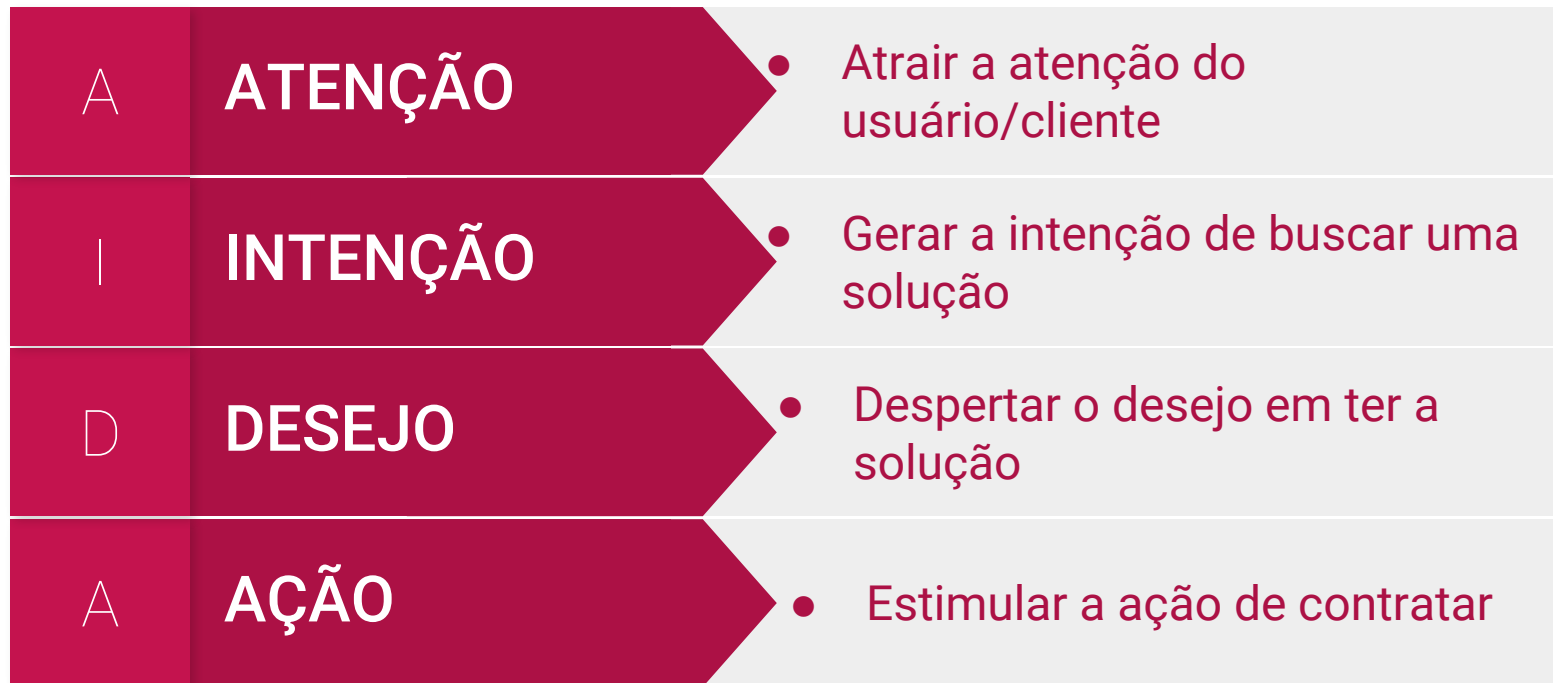 A
ATENÇÃO
• Atrair a atenção do
usuário/cliente
I
INTENÇÃO
• Gerar a intenção de buscar uma
solução
D
DESEJO
• Despertar o desejo em ter a
solução
A
AÇÃO
• Estimular a ação de contratar